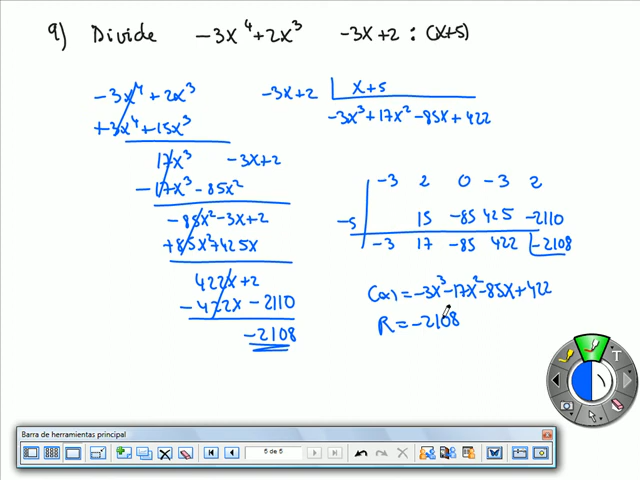 9) Divide -3x⁴+2x³ -3x+2 : (x+5)
-3x⁴+2x³ -3x+2 | x+5
+3x⁴+15x³ -3x³+17x²-85x+422
17x³ -3x+2
-17x³-85x²
-85x²-3x+2
+85x²+425x
422x+2
-422x-2110
-2108
-3 2 0 -3 2
-5 15 -85 425 -2110
-3 17 -85 422 -2108
C(x)=-3x³-17x²-85x+422
R=-2108
T
Barra de herramientas principal
5 de 5